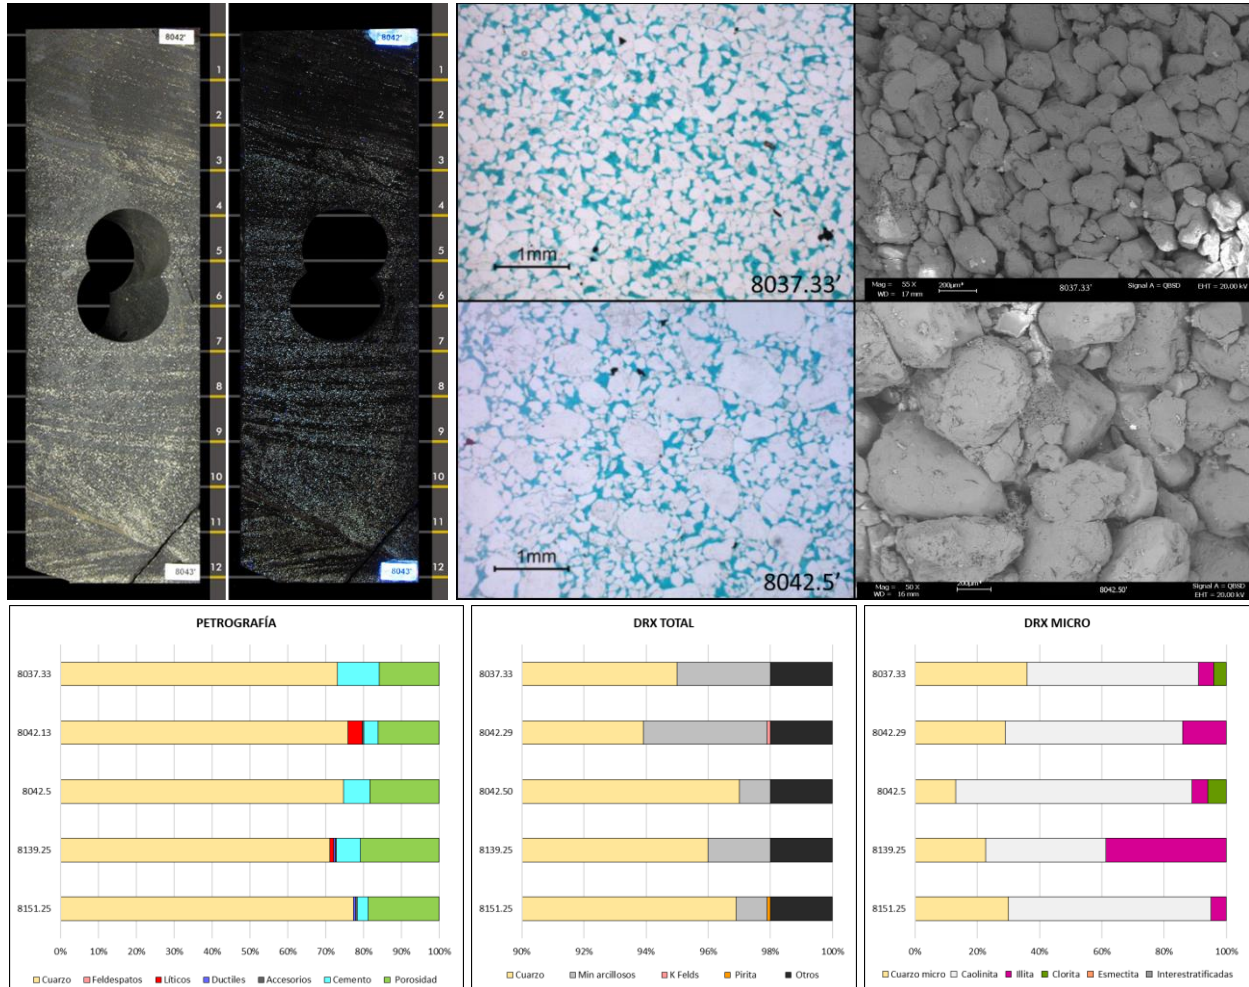 8042'
8042'
1
2
3
4
5
6
7
8
9
10
11
12
8043'
1
2
3
4
5
6
7
8
9
10
11
12
8043'
1mm
8037.33'
Mag = 55 X
200µm*
WD = 17 mm
8037.33'
Signal A = QBSD
EHT = 20.00 kV
1mm
8042.5'
Mag = 50 X
200µm*
WD = 16 mm
8042.50'
Signal A = QBSD
EHT = 20.00 kV
PETROGRAFÍA
8037.33
8042.13
8042.5
8139.25
8151.25
0% 10% 20% 30% 40% 50% 60% 70% 80% 90% 100%
Cuarzo Feldespatos Líticos Ductiles Accesorios Cemento Porosidad
DRX TOTAL
8037.33
8042.29
8042.50
8139.25
8151.25
90% 92% 94% 96% 98% 100%
Cuarzo Min arcillosos K Felds Pirita Otros
DRX MICRO
8037.33
8042.29
8042.5
8139.25
8151.25
0% 20% 40% 60% 80% 100%
Cuarzo micro Caolinita Illita Clorita Esmectita Interestratificadas